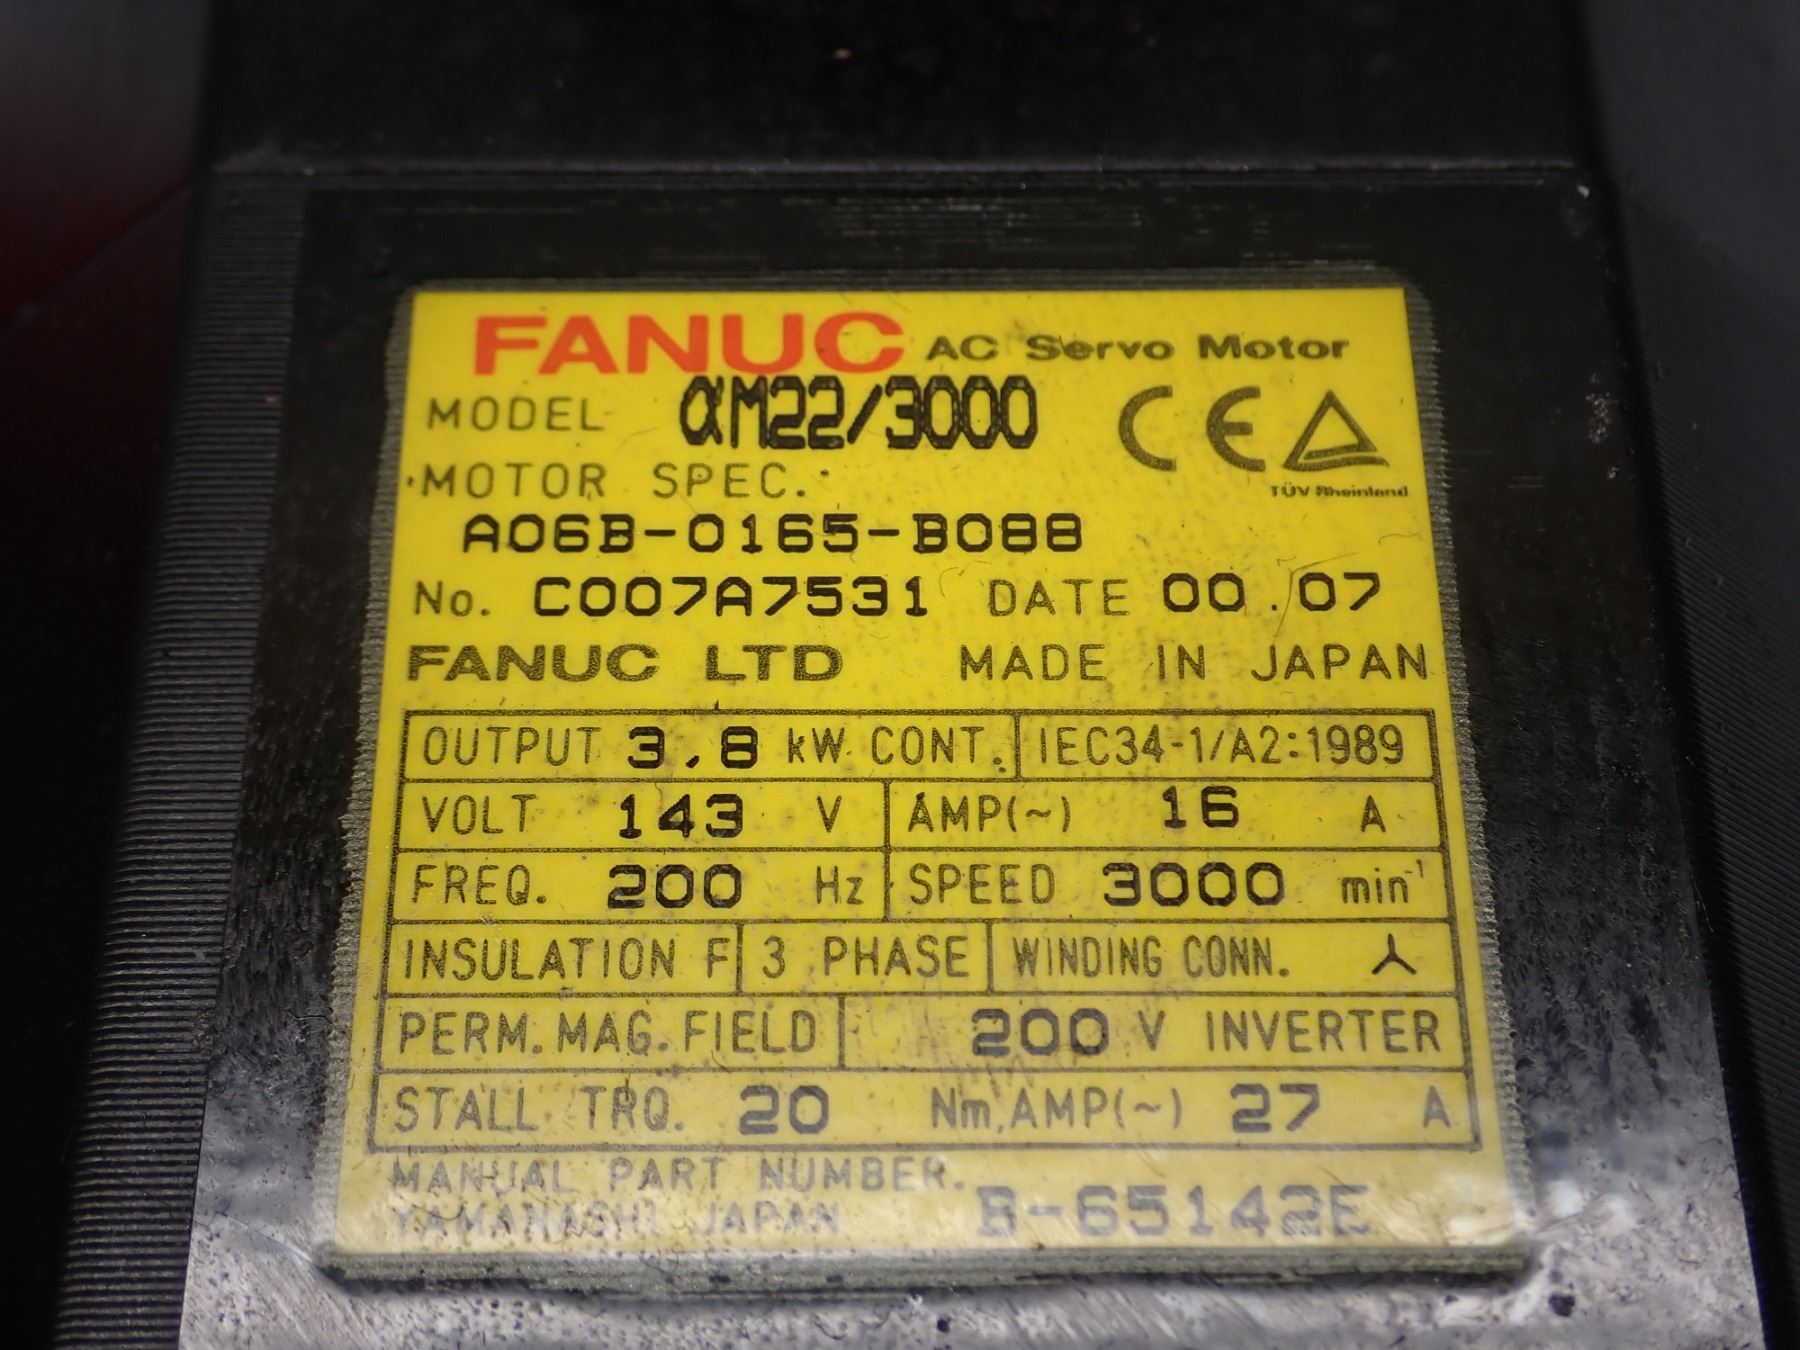 FANUC AC Servo Motor
MODEL αM22/3000
CE
TÜV Rheinland
MOTOR SPEC.
A06B-0165-B088
No. C007A7531 DATE 00.07
FANUC LTD MADE IN JAPAN
OUTPUT 3.8 kW CONT. IEC34-1/A2:1989
VOLT 143 V AMP(~) 16 A
FREQ. 200 Hz SPEED 3000 min⁻¹
INSULATION F 3 PHASE WINDING CONN.
PERM. MAG. FIELD 200 V INVERTER
STALL TRQ. 20 Nm, AMP(~) 27 A
MANUAL PART NUMBER.
YAMANASHI JAPAN B-65142E